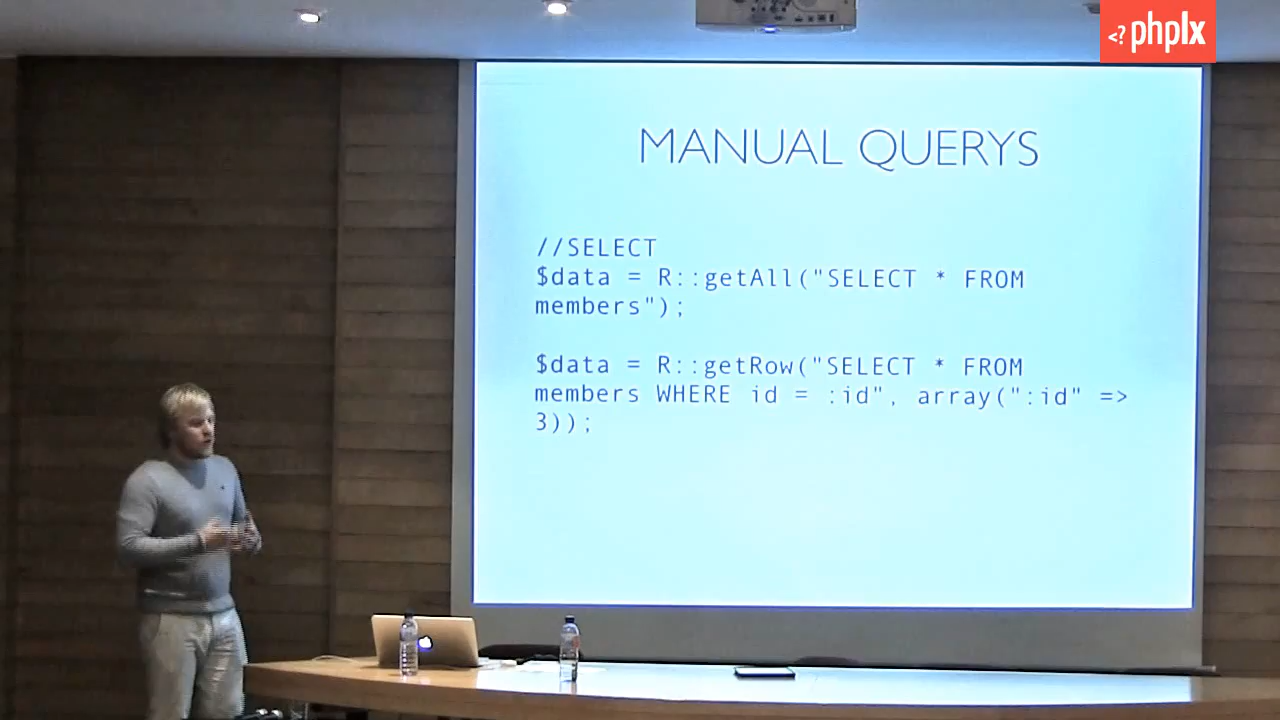 <? phplx
MANUAL QUERYS
//SELECT
$data = R::getAll("SELECT * FROM
members");
$data = R::getRow("SELECT * FROM
members WHERE id = :id", array(":id" =>
3));